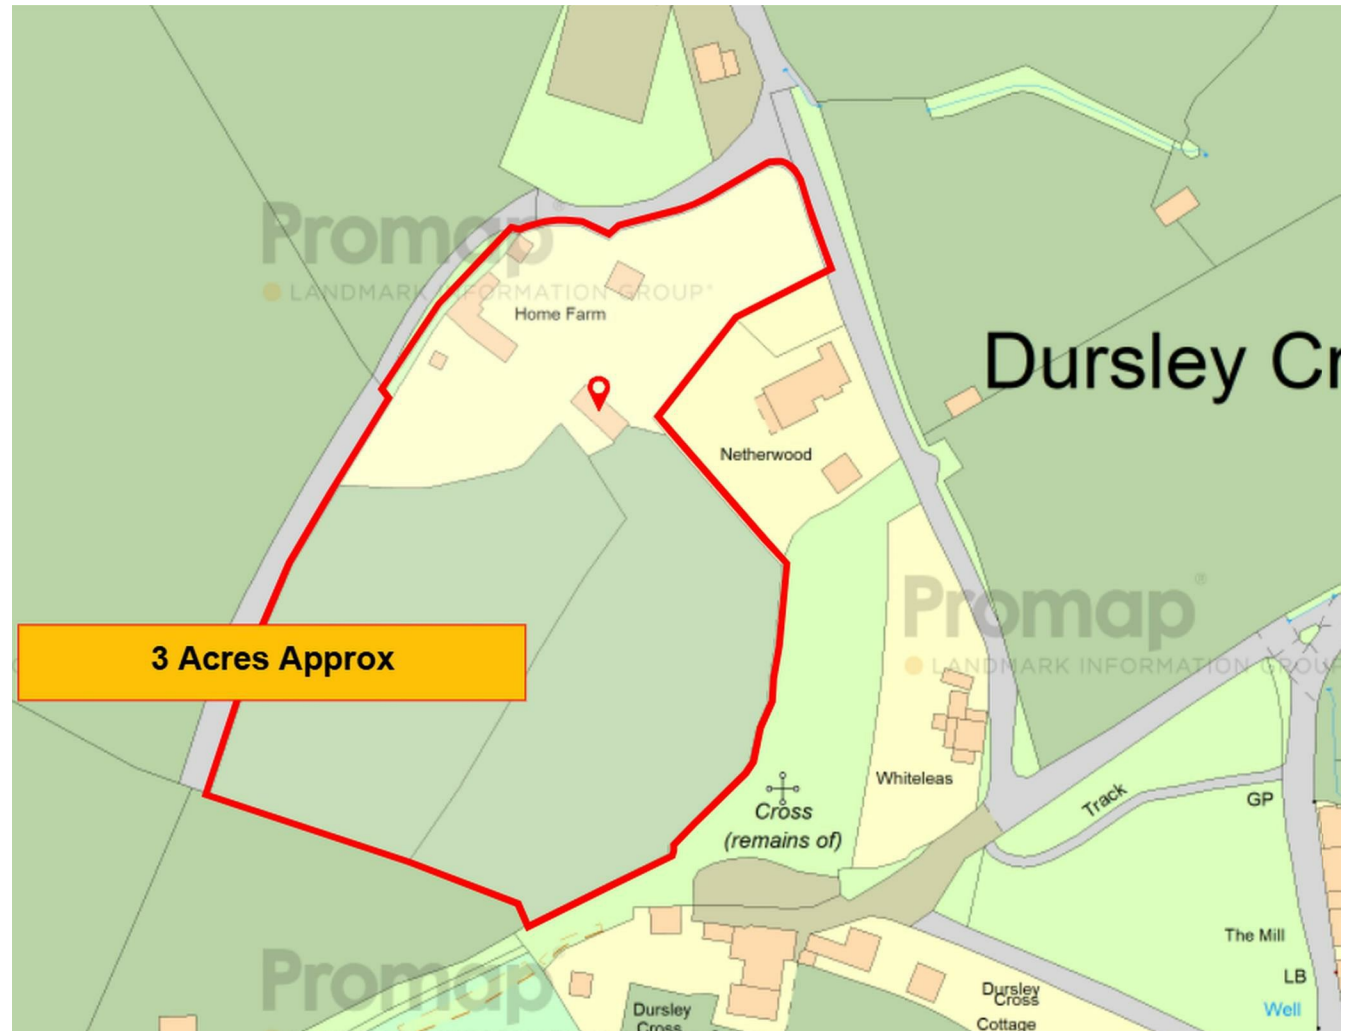 Promap®
LANDMARK INFORMATION GROUP®
Home Farm
Dursley Cr
Netherwood
Promap®
LANDMARK INFORMATION GROUP
3 Acres Approx
Whiteleas
Cross
(remains of)
Track
GP
The Mill
LB
Well
Promap
Dursley
Cross
Cottage
Dursley
Cross